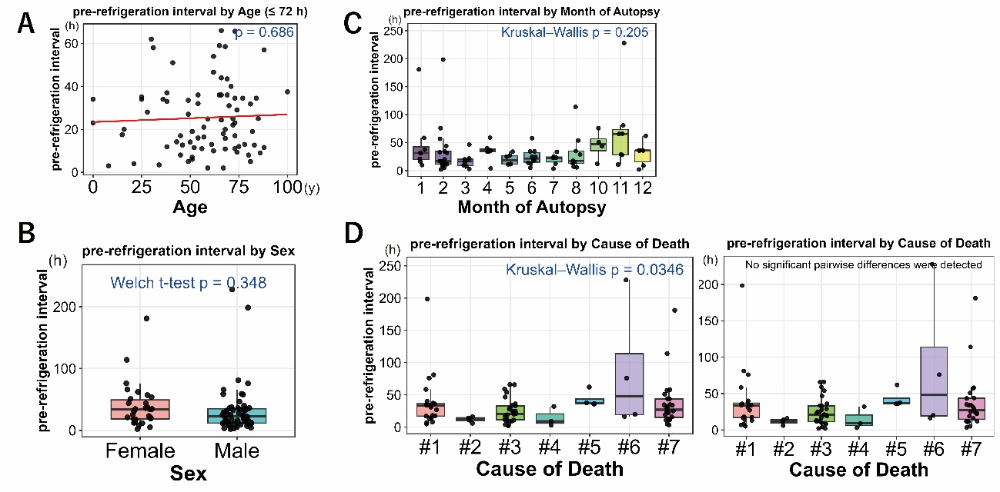 A
pre-refrigeration interval by Age (≤ 72 h)
(h)
p = 0.686
pre-refrigeration interval
60
40
20
0
0 25 50 75 100 (y)
Age
B
pre-refrigeration interval by Sex
(h)
Welch t-test p = 0.348
pre-refrigeration interval
200
100
0
Female Male
Sex
C
pre-refrigeration interval by Month of Autopsy
(h)
Kruskal–Wallis p = 0.205
pre-refrigeration interval
250
200
150
100
50
0
1 2 3 4 5 6 7 8 10 11 12
Month of Autopsy
D
pre-refrigeration interval by Cause of Death
(h)
Kruskal–Wallis p = 0.0346
pre-refrigeration interval
250
200
150
100
50
0
#1 #2 #3 #4 #5 #6 #7
Cause of Death
pre-refrigeration interval by Cause of Death
(h)
No significant pairwise differences were detected
200
150
100
50
0
#1 #2 #3 #4 #5 #6 #7
Cause of Death